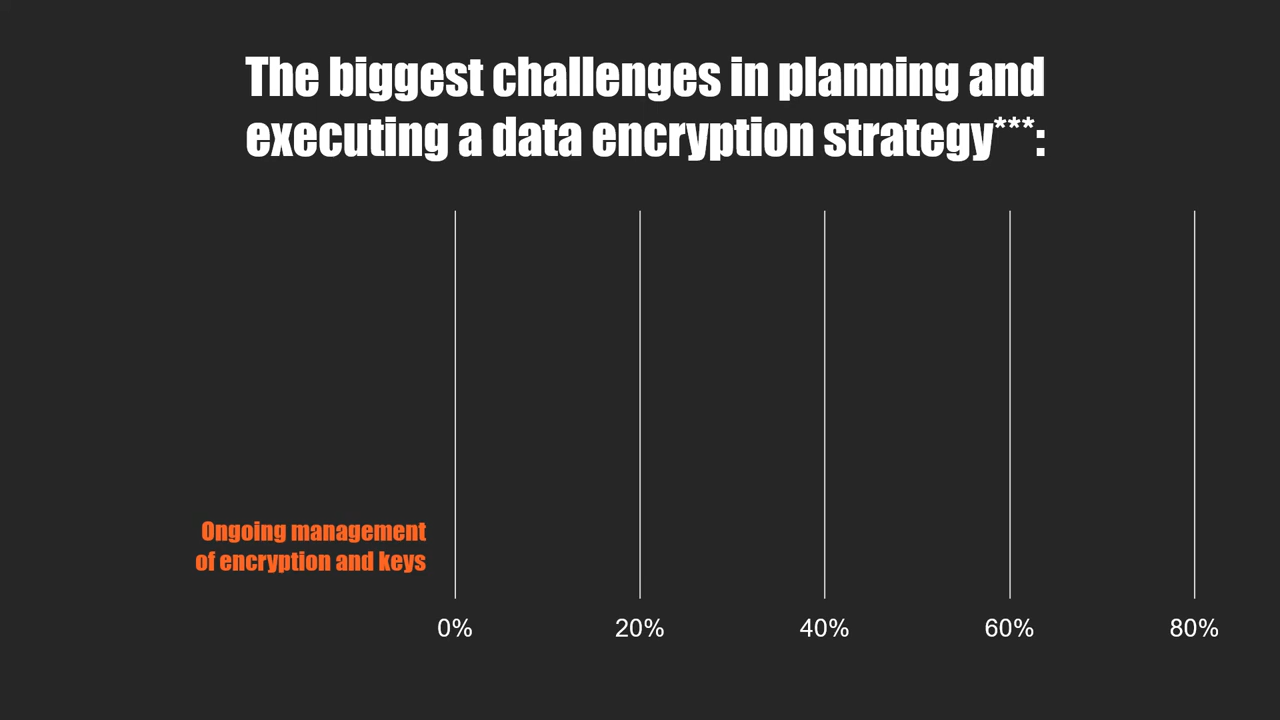 The biggest challenges in planning and
executing a data encryption strategy***:
Ongoing management
of encryption and keys
0% 20% 40% 60% 80%